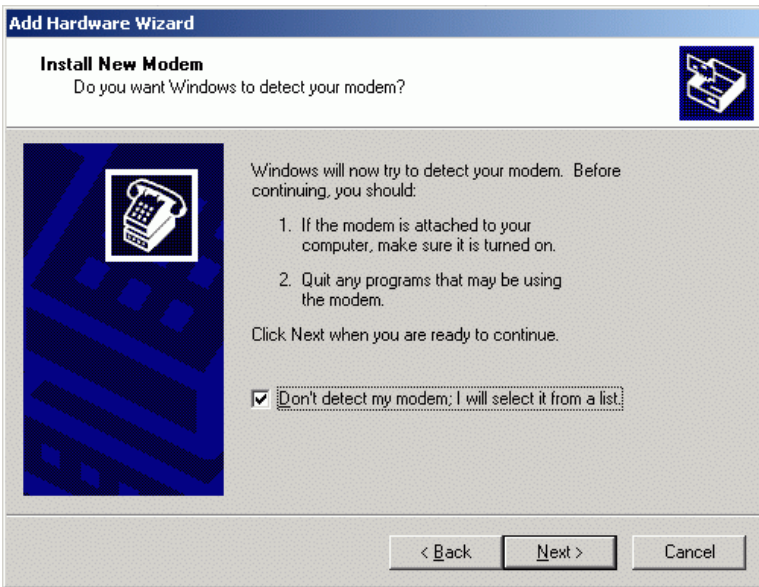 Add Hardware Wizard
Install New Modem
Do you want Windows to detect your modem?
Windows will now try to detect your modem. Before
continuing, you should:
1. If the modem is attached to your
computer, make sure it is turned on.
2. Quit any programs that may be using
the modem.
Click Next when you are ready to continue.
Don't detect my modem; I will select it from a list.
< Back
Next >
Cancel